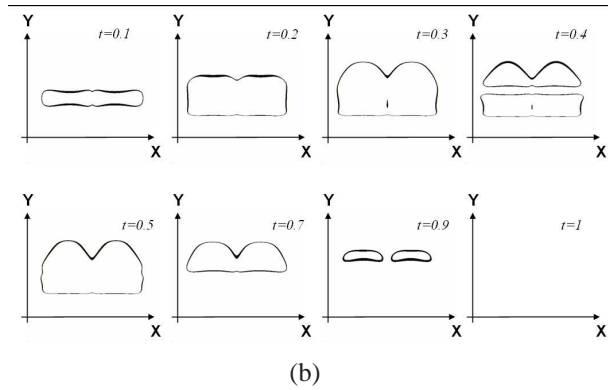 Y Y Y Y
t=0.1 t=0.2 t=0.3 t=0.4
X X X X
Y Y Y Y
t=0.5 t=0.7 t=0.9 t=1
X X X X
(b)